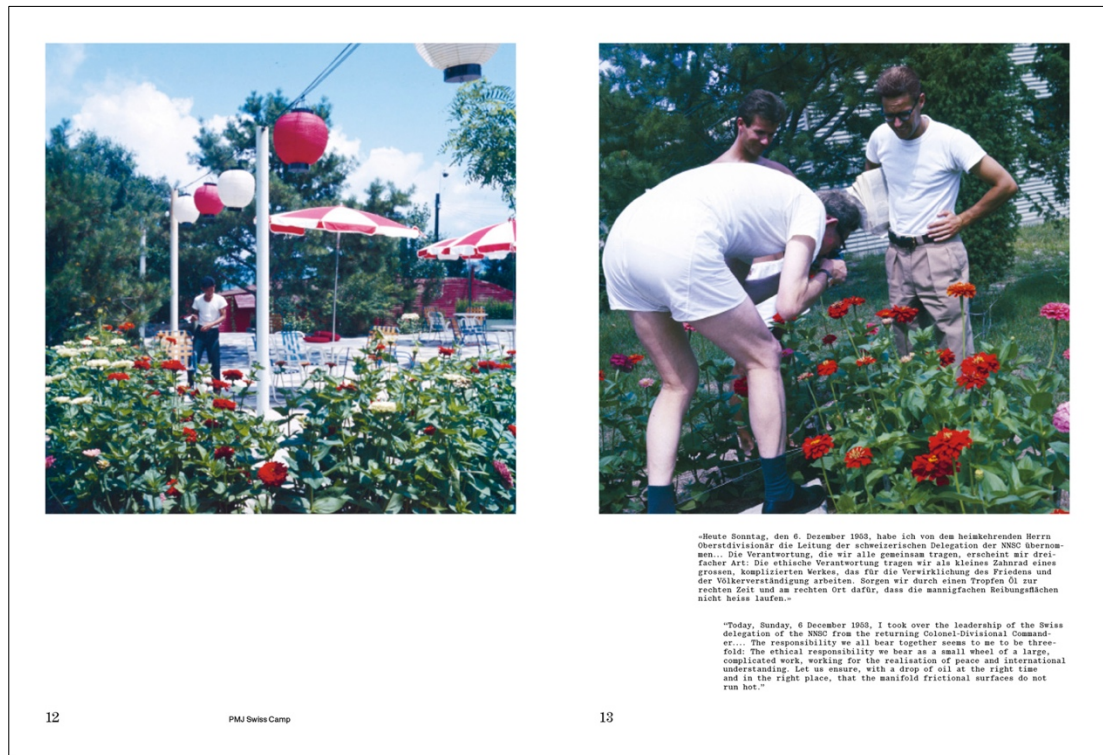 »Heute Sonntag, den 6. Dezember 1953, habe ich von dem heimkehrenden Herrn
Oberstdivisionär die Leitung der schweizerischen Delegation der NNSC übernom-
men... Die Verantwortung, die wir alle gemeinsam tragen, erscheint mir drei-
facher Art: Die ethische Verantwortung tragen wir als kleines Zahnrad eines
grossen, komplizierten Werkes, das für die Verwirklichung des Friedens und
der Völkerverständigung arbeiten. Sorgen wir durch einen Tropfen Öl zur
rechten Zeit und am rechten Ort dafür, dass die mannigfachen Reibungsflächen
nicht heiss laufen.«
“Today, Sunday, 6 December 1953, I took over the leadership of the Swiss
delegation of the NNSC from the returning Colonel-Divisional Command-
er.... The responsibility we all bear together seems to me to be three-
fold: The ethical responsibility we bear as a small wheel of a large,
complicated work, working for the realisation of peace and international
understanding. Let us ensure, with a drop of oil at the right time
and in the right place, that the manifold frictional surfaces do not
run hot.”
12
PMJ Swiss Camp
13